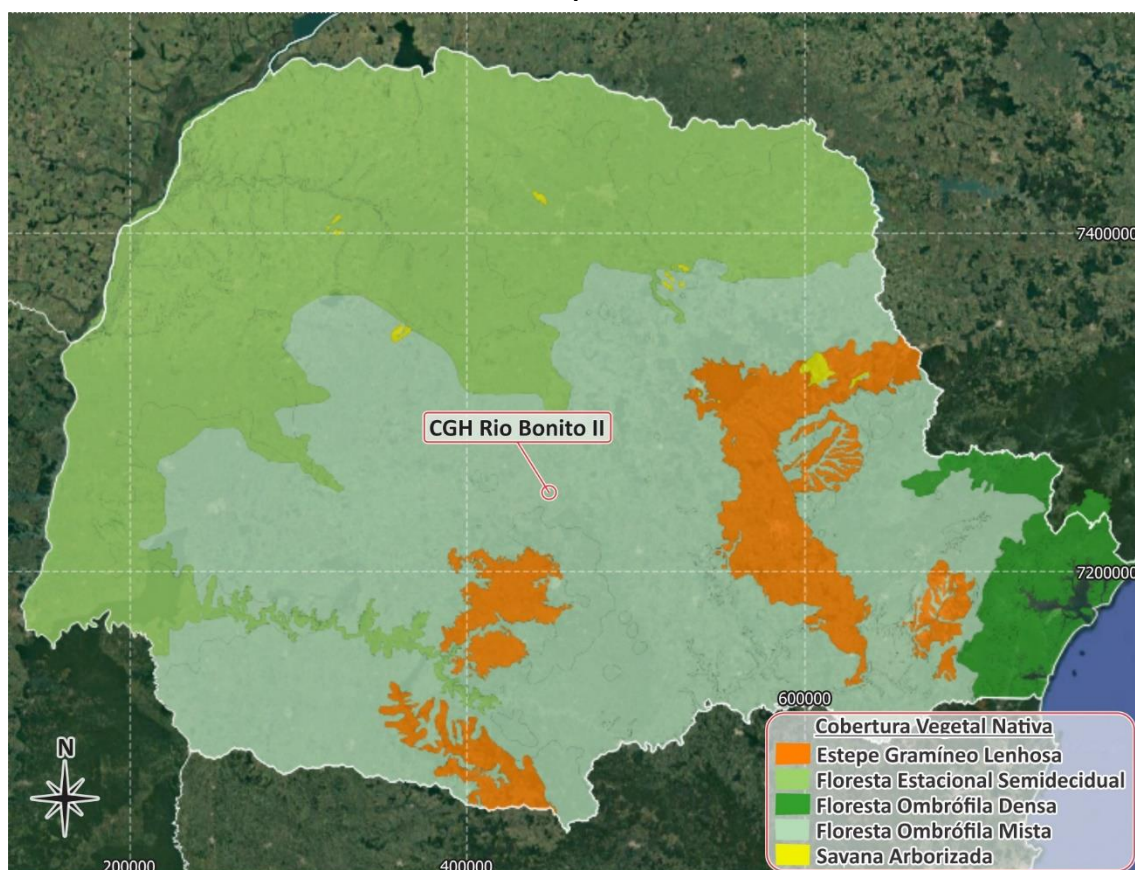 7400000
CGH Rio Bonito II
7200000
600000
Cobertura Vegetal Nativa
Estepe Gramíneo Lenhosa
Floresta Estacional Semidecidual
Floresta Ombrófila Densa
Floresta Ombrófila Mista
Savana Arborizada
N
200000
400000